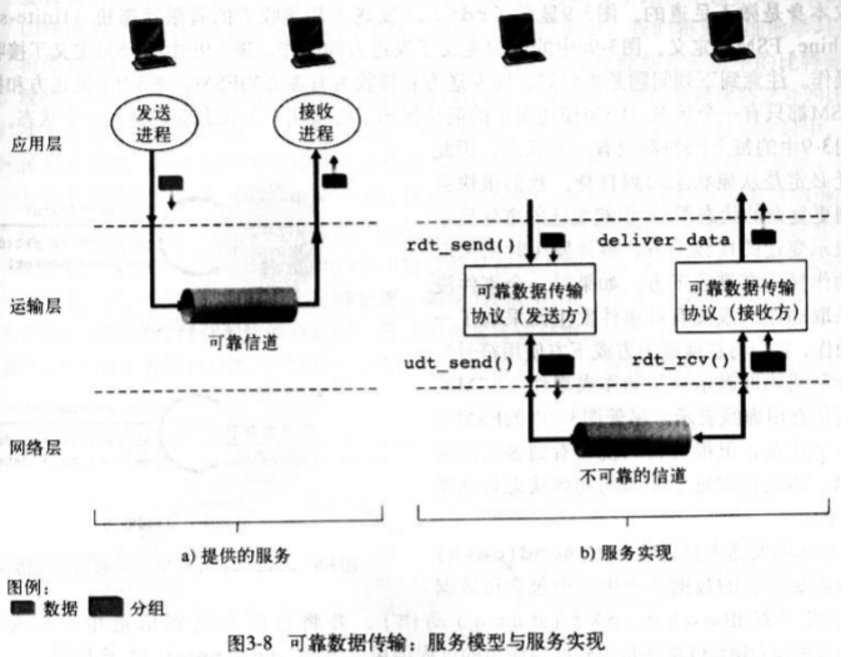 应用层
发送
进程
接收
进程
运输层
可靠信道
网络层
a) 提供的服务
rdt_send()
deliver_data
可靠数据传输
协议（发送方）
可靠数据传输
协议（接收方）
udt_send()
rdt_rcv()
不可靠的信道
b) 服务实现
图例：
数据
分组
图3-8 可靠数据传输：服务模型与服务实现